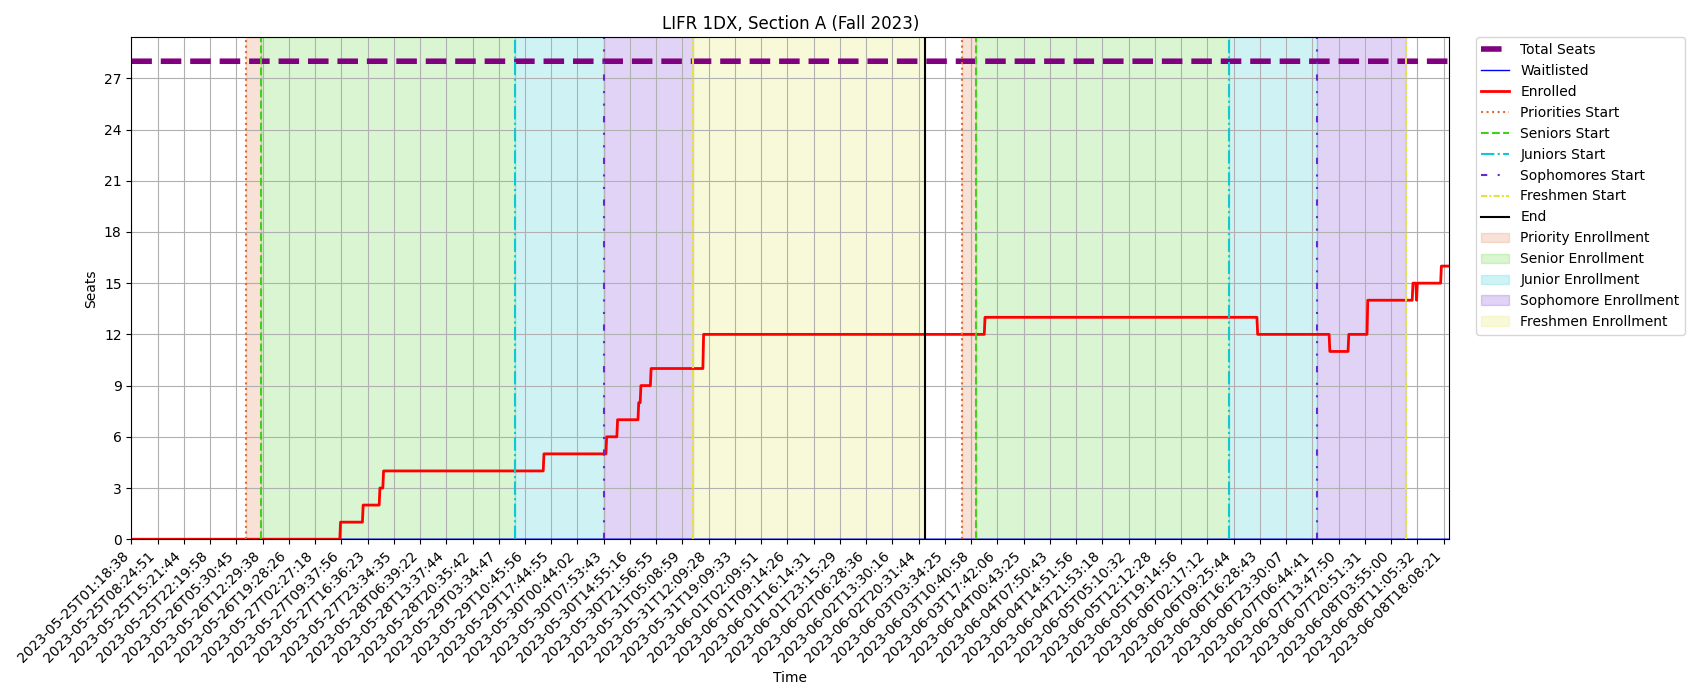 LIFR 1DX, Section A (Fall 2023)
Seats
27
24
21
18
15
12
9
6
3
0
2023-05-25T01:18:38
2023-05-25T08:24:51
2023-05-25T15:21:44
2023-05-25T22:19:58
2023-05-26T05:30:45
2023-05-26T12:29:38
2023-05-26T19:28:26
2023-05-27T02:27:18
2023-05-27T09:37:56
2023-05-27T16:36:23
2023-05-27T23:34:35
2023-05-28T06:39:22
2023-05-28T13:37:44
2023-05-28T20:35:42
2023-05-29T03:34:47
2023-05-29T10:45:56
2023-05-29T17:44:55
2023-05-30T00:44:02
2023-05-30T07:53:43
2023-05-30T14:55:16
2023-05-30T21:56:55
2023-05-31T05:08:59
2023-05-31T12:09:28
2023-05-31T19:09:33
2023-06-01T02:09:51
2023-06-01T09:14:26
2023-06-01T16:14:31
2023-06-01T23:15:29
2023-06-02T06:28:36
2023-06-02T13:30:16
2023-06-02T20:31:44
2023-06-03T03:34:25
2023-06-03T10:40:58
2023-06-03T17:42:06
2023-06-04T00:43:25
2023-06-04T07:50:43
2023-06-04T14:51:56
2023-06-04T21:53:18
2023-06-05T05:10:32
2023-06-05T12:12:28
2023-06-05T19:14:56
2023-06-06T02:17:12
2023-06-06T09:25:44
2023-06-06T16:28:43
2023-06-06T23:30:07
2023-06-07T06:44:41
2023-06-07T13:47:50
2023-06-07T20:51:31
2023-06-08T03:55:00
2023-06-08T11:05:32
2023-06-08T18:08:21
Time
Total Seats
Waitlisted
Enrolled
Priorities Start
Seniors Start
Juniors Start
Sophomores Start
Freshmen Start
End
Priority Enrollment
Senior Enrollment
Junior Enrollment
Sophomore Enrollment
Freshmen Enrollment